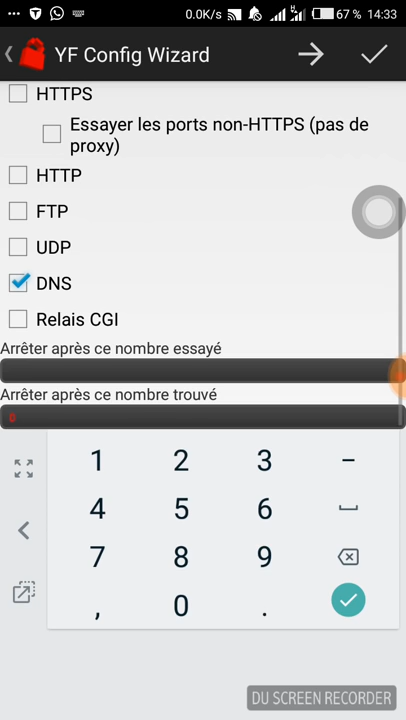 0.0K/s 67 % 14:33
YF Config Wizard
HTTPS
Essayer les ports non-HTTPS (pas de
proxy)
HTTP
FTP
UDP
DNS
Relais CGI
Arrêter après ce nombre essayé
Arrêter après ce nombre trouvé
0
1 2 3 –
4 5 6
7 8 9
, 0 .
DU SCREEN RECORDER